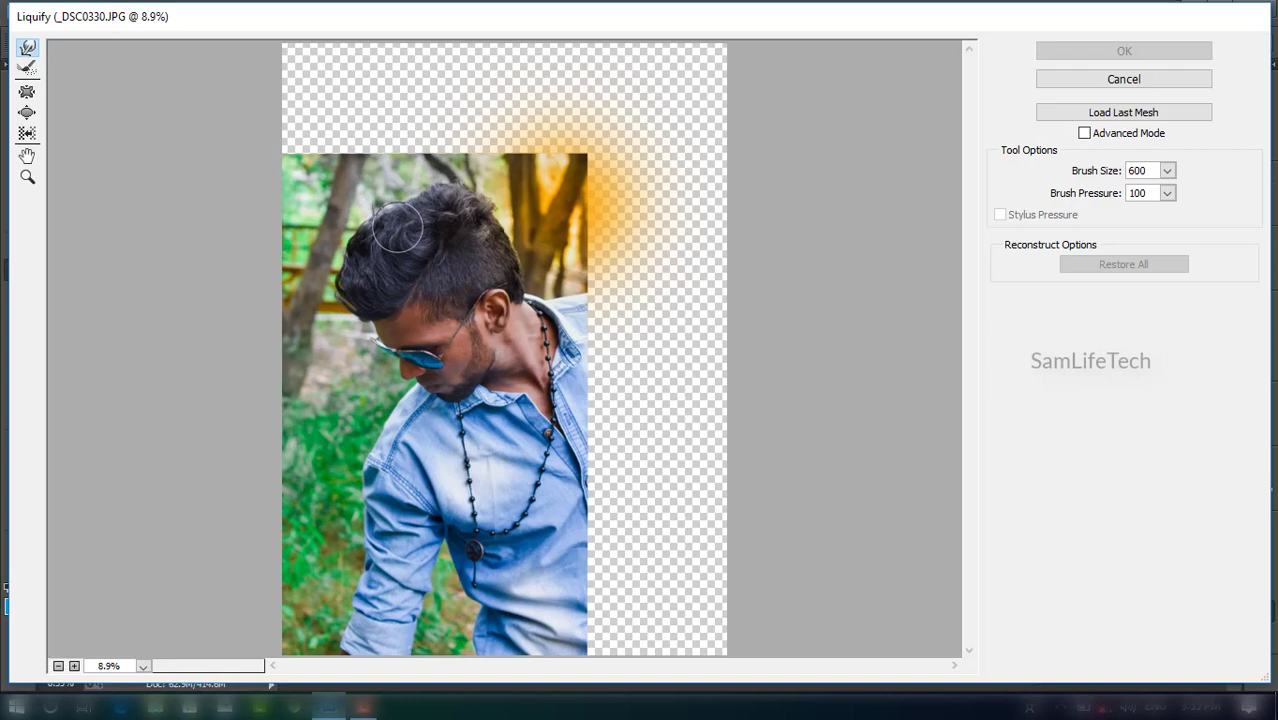 Liquify (_DSC0330.JPG @ 8.9%)
OK
Cancel
Load Last Mesh
Advanced Mode
Tool Options
Brush Size: 600
Brush Pressure: 100
Stylus Pressure
Reconstruct Options
Restore All
SamLifeTech
8.9%
ENG